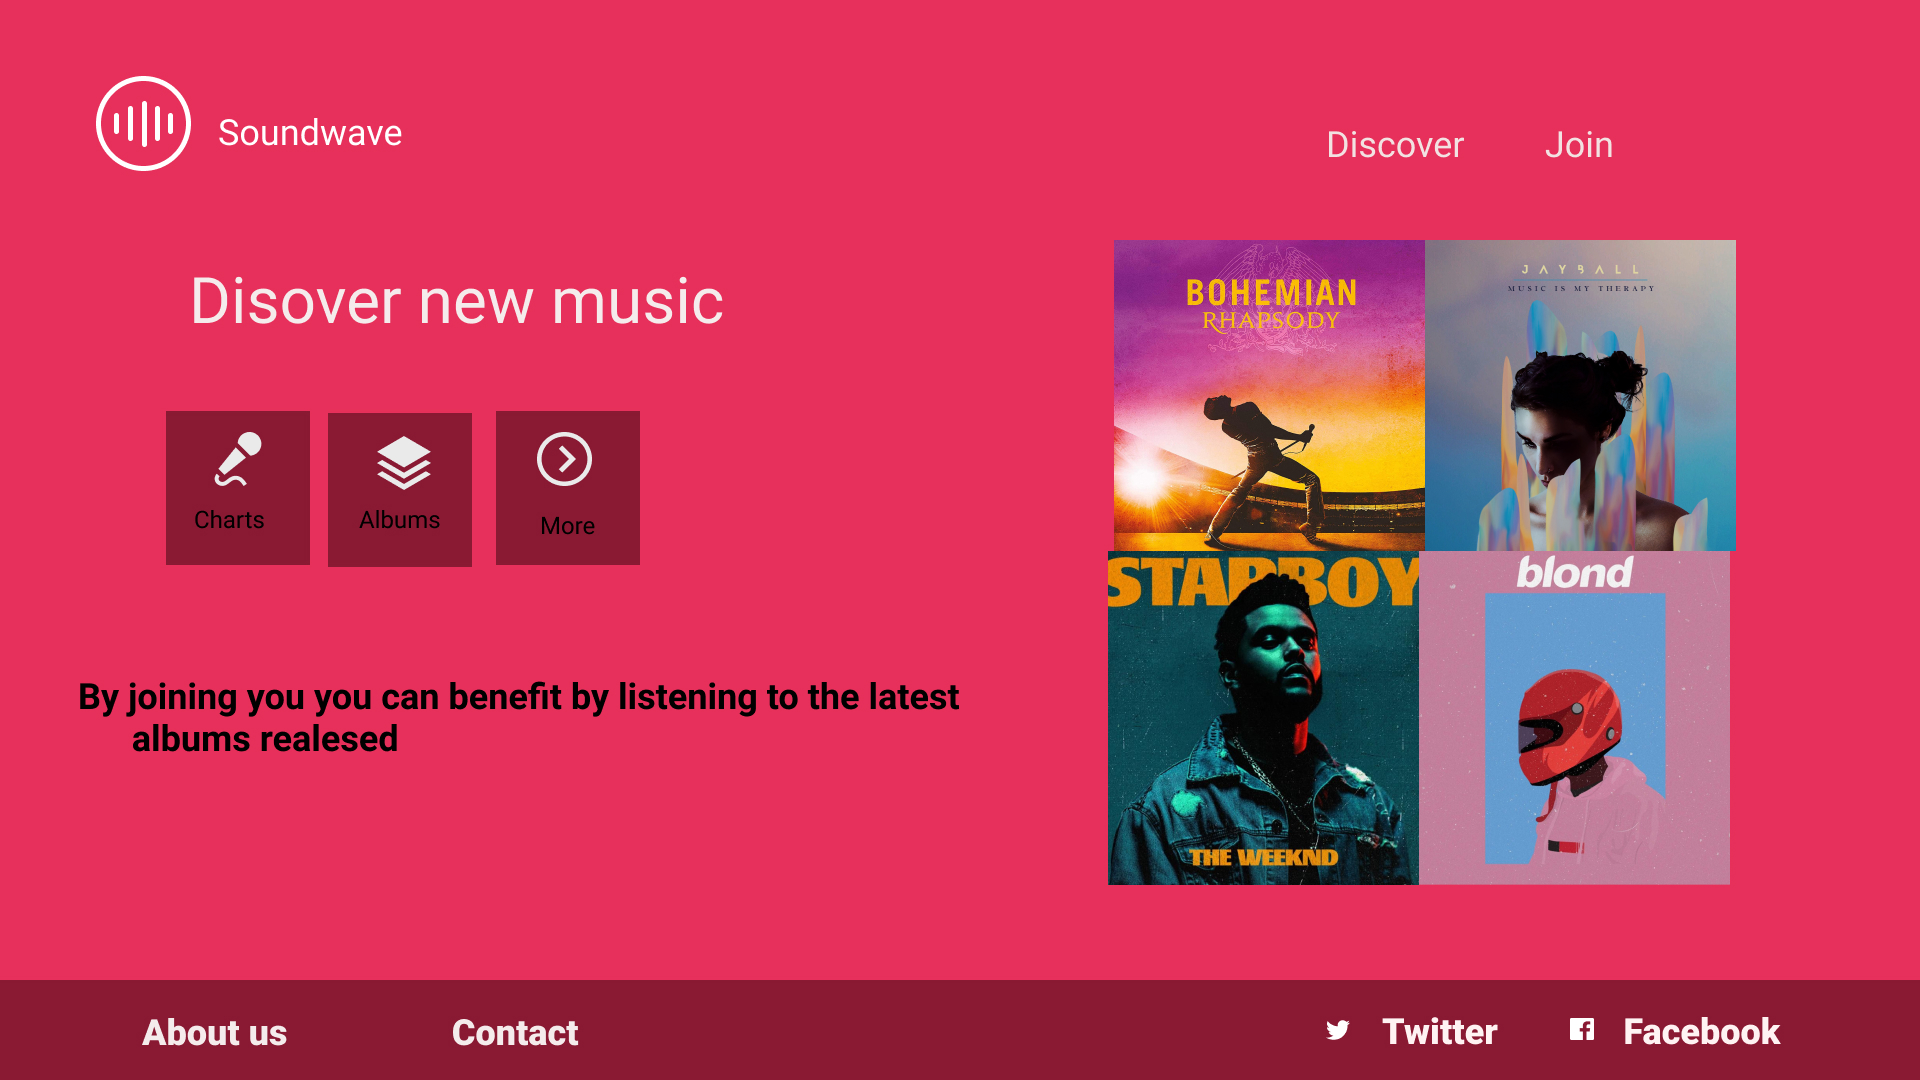 Soundwave
Discover
Join
Disover new music
Charts
Albums
More
By joining you you can benefit by listening to the latest
albums realesed
BOHEMIAN
RHAPSODY
JAYBALL
MUSIC IS MY THERAPY
STARBOY
THE WEEKND
blond
About us
Contact
Twitter
Facebook